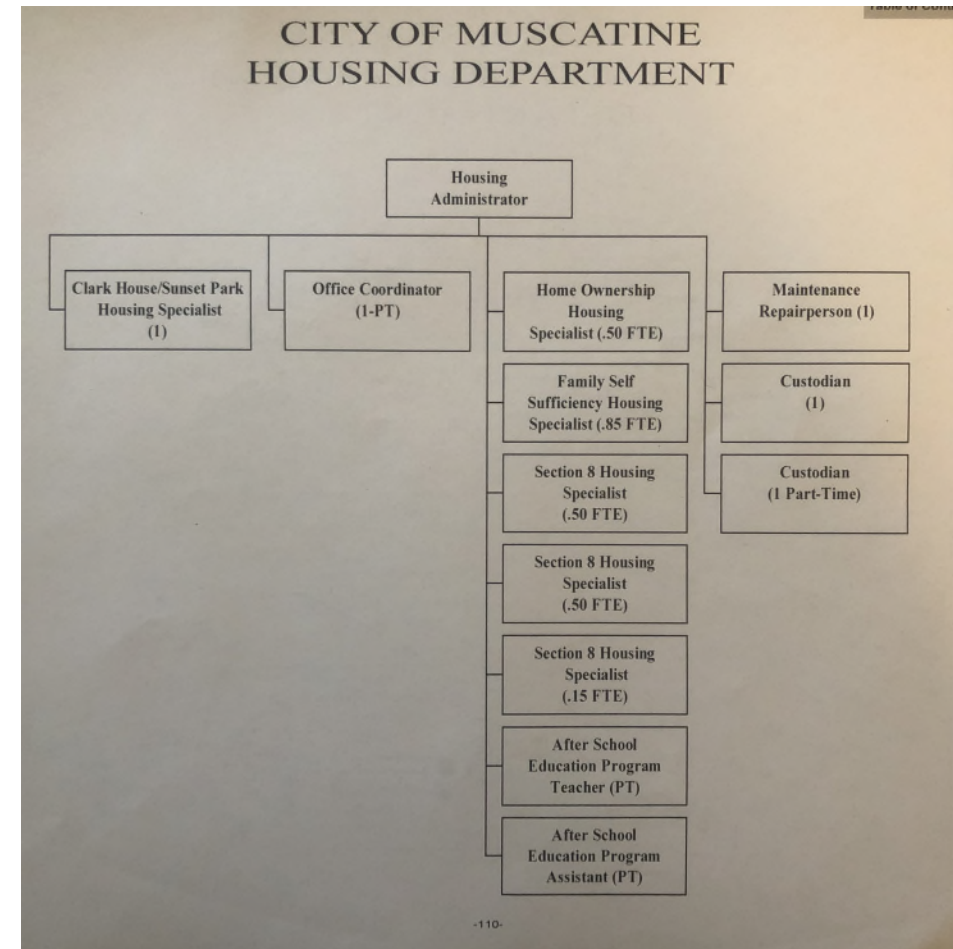 CITY OF MUSCATINE
HOUSING DEPARTMENT
Housing
Administrator
Clark House/Sunset Park
Housing Specialist
(1)
Office Coordinator
(1-PT)
Home Ownership
Housing
Specialist (.50 FTE)
Family Self
Sufficiency Housing
Specialist (.85 FTE)
Section 8 Housing
Specialist
(.50 FTE)
Section 8 Housing
Specialist
(.50 FTE)
Section 8 Housing
Specialist
(.15 FTE)
After School
Education Program
Teacher (PT)
After School
Education Program
Assistant (PT)
Maintenance
Repairperson (1)
Custodian
(1)
Custodian
(1 Part-Time)
-110-